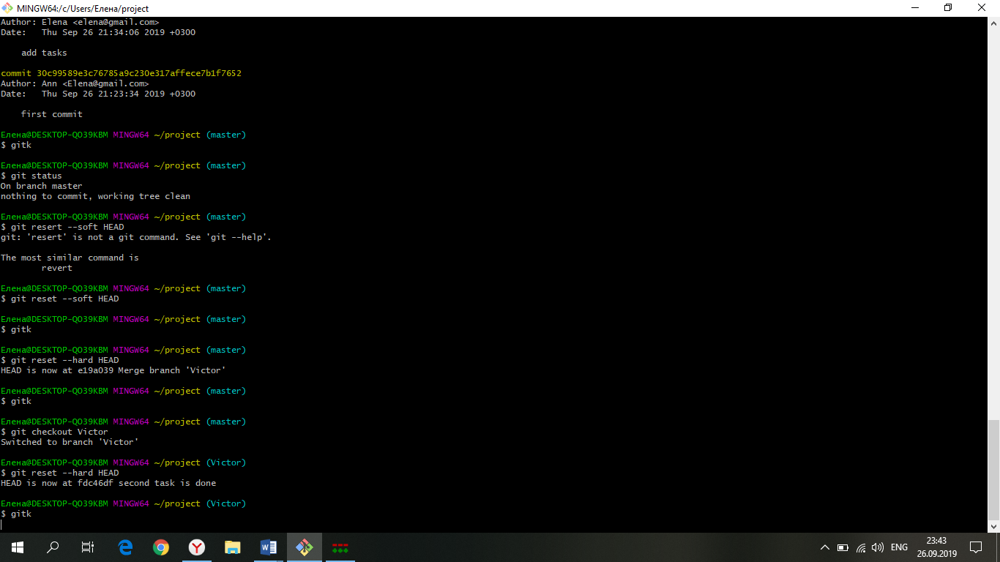 MINGW64:/c/Users/Елена/project
Author: Elena <elena@gmail.com>
Date:   Thu Sep 26 21:34:06 2019 +0300
    add tasks
commit 30c99589e3c76785a9c230e317affece7b1f7652
Author: Ann <Elena@gmail.com>
Date:   Thu Sep 26 21:23:34 2019 +0300
    first commit
Елена@DESKTOP-QO39KBM MINGW64 ~/project (master)
$ gitk
Елена@DESKTOP-QO39KBM MINGW64 ~/project (master)
$ git status
On branch master
nothing to commit, working tree clean
Елена@DESKTOP-QO39KBM MINGW64 ~/project (master)
$ git resert --soft HEAD
git: 'resert' is not a git command. See 'git --help'.
The most similar command is
        revert
Елена@DESKTOP-QO39KBM MINGW64 ~/project (master)
$ git reset --soft HEAD
Елена@DESKTOP-QO39KBM MINGW64 ~/project (master)
$ gitk
Елена@DESKTOP-QO39KBM MINGW64 ~/project (master)
$ git reset --hard HEAD
HEAD is now at e19a039 Merge branch 'Victor'
Елена@DESKTOP-QO39KBM MINGW64 ~/project (master)
$ gitk
Елена@DESKTOP-QO39KBM MINGW64 ~/project (master)
$ git checkout Victor
Switched to branch 'Victor'
Елена@DESKTOP-QO39KBM MINGW64 ~/project (Victor)
$ git reset --hard HEAD
HEAD is now at fdc46df second task is done
Елена@DESKTOP-QO39KBM MINGW64 ~/project (Victor)
$ gitk
ENG
23:43
26.09.2019